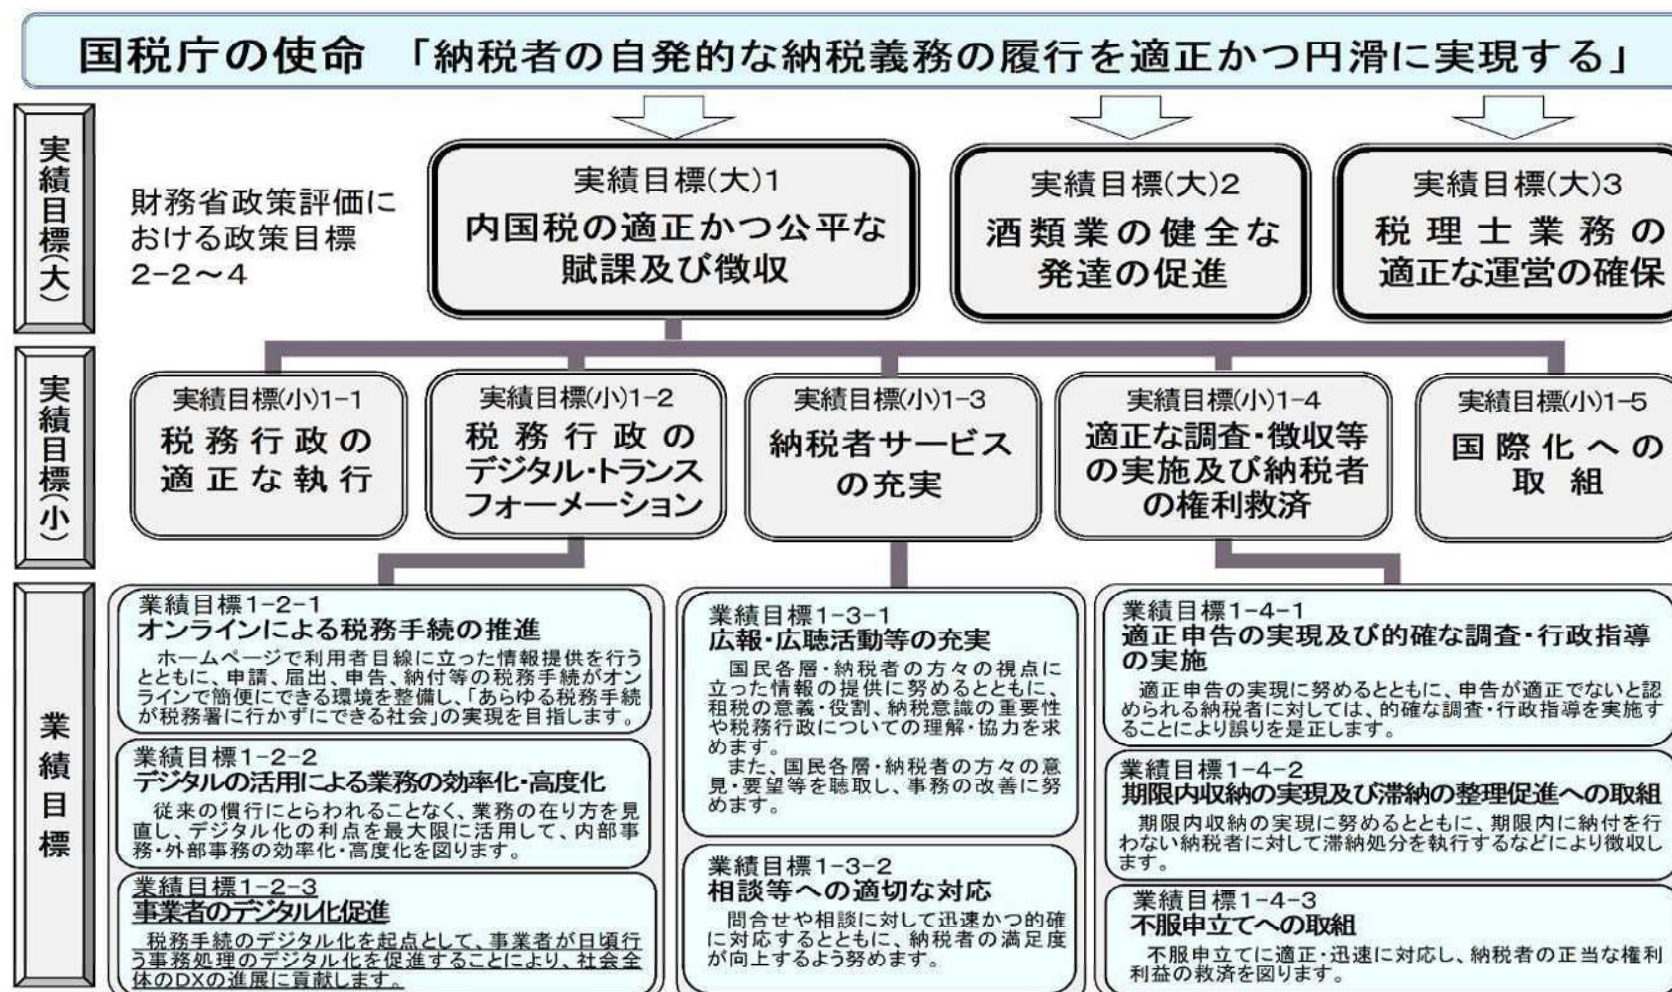 国税庁の使命 「納税者の自発的な納税義務の履行を適正かつ円滑に実現する」
実績目標(大)
財務省政策評価に
おける政策目標
2-2～4
実績目標(大)1
内国税の適正かつ公平な
賦課及び徴収
実績目標(大)2
酒類業の健全な
発達の促進
実績目標(大)3
税理士業務の
適正な運営の確保
実績目標(小)
実績目標(小)1-1
税務行政の
適正な執行
実績目標(小)1-2
税務行政の
デジタル・トランス
フォーメーション
実績目標(小)1-3
納税者サービス
の充実
実績目標(小)1-4
適正な調査・徴収等
の実施及び納税者
の権利救済
実績目標(小)1-5
国際化への
取組
業績目標
業績目標1-2-1
オンラインによる税務手続の推進
ホームページで利用者目線に立った情報提供を行う
とともに、申請、届出、申告、納付等の税務手続がオン
ラインで簡便にできる環境を整備し、「あらゆる税務手続
が税務署に行かずにできる社会」の実現を目指します。
業績目標1-2-2
デジタルの活用による業務の効率化・高度化
従来の慣行にとらわれることなく、業務の在り方を見
直し、デジタル化の利点を最大限に活用して、内部事
務・外部事務の効率化・高度化を図ります。
業績目標1-2-3
事業者のデジタル化促進
税務手続のデジタル化を起点として、事業者が日頃行
う事務処理のデジタル化を促進することにより、社会全
体のDXの進展に貢献します。
業績目標1-3-1
広報・広聴活動等の充実
国民各層・納税者の方々の視点に
立った情報の提供に努めるとともに、
租税の意義・役割、納税意識の重要性
や税務行政についての理解・協力を求
めます。
また、国民各層・納税者の方々の意
見・要望等を聴取し、事務の改善に努
めます。
業績目標1-3-2
相談等への適切な対応
問合せや相談に対して迅速かつ的確
に対応するとともに、納税者の満足度
が向上するよう努めます。
業績目標1-4-1
適正申告の実現及び的確な調査・行政指導
の実施
適正申告の実現に努めるとともに、申告が適正でないと認
められる納税者に対しては、的確な調査・行政指導を実施す
ることにより誤りを是正します。
業績目標1-4-2
期限内収納の実現及び滞納の整理促進への取組
期限内収納の実現に努めるとともに、期限内に納付を行
わない納税者に対して滞納処分を執行するなどにより徴収し
ます。
業績目標1-4-3
不服申立てへの取組
不服申立てに適正・迅速に対応し、納税者の正当な権利
利益の救済を図ります。